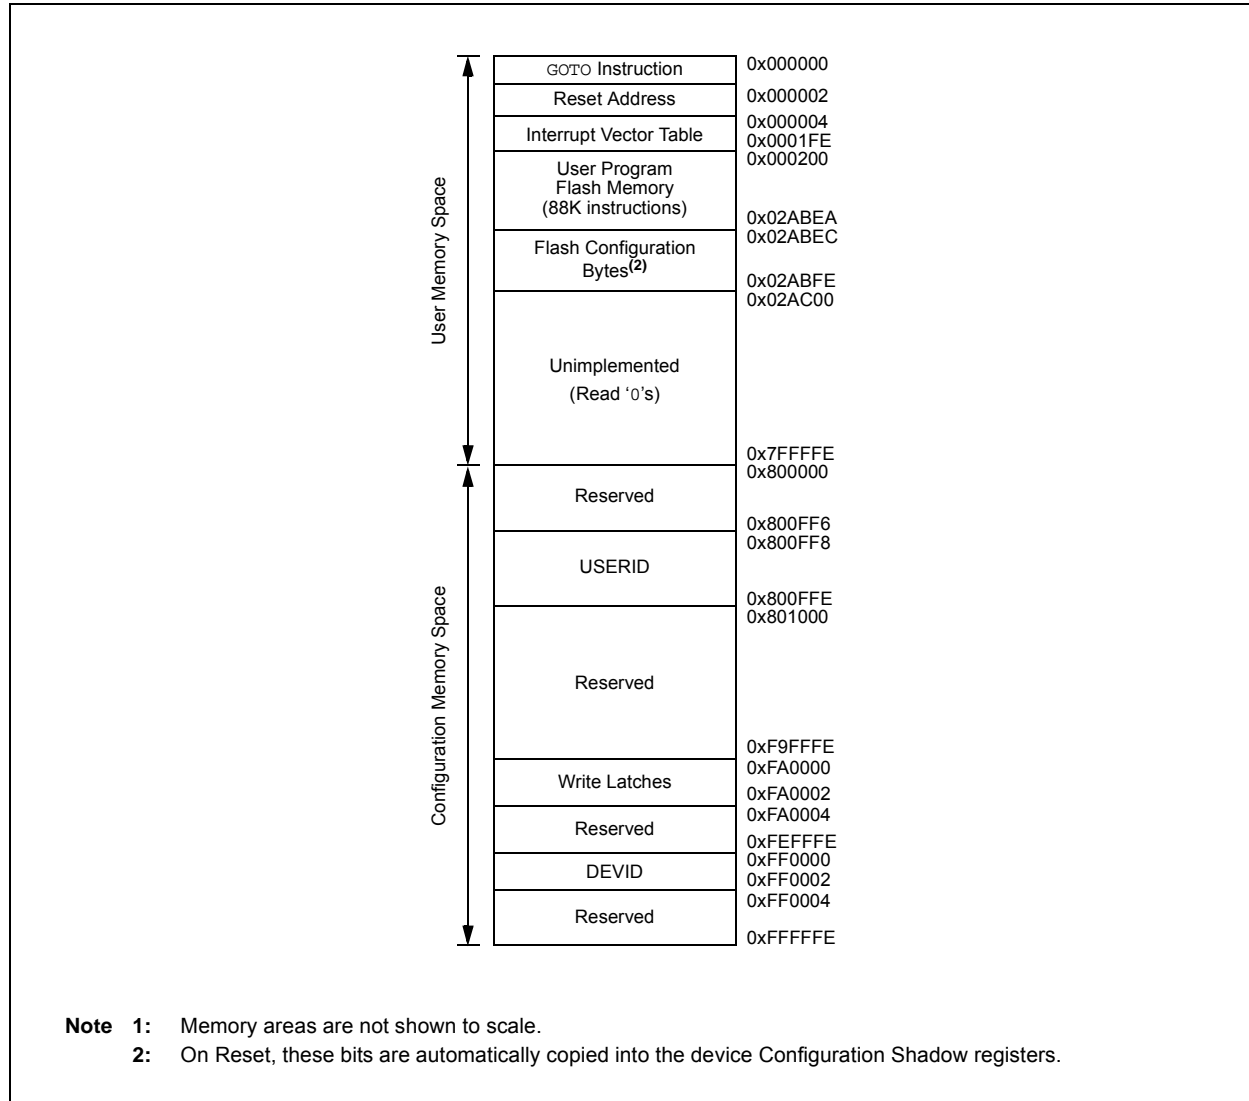 GOTO Instruction
0x000000
Reset Address
0x000002
Interrupt Vector Table
0x000004
0x0001FE
User Program
Flash Memory
(88K instructions)
0x000200
0x02ABEA
Flash Configuration
Bytes(2)
0x02ABEC
0x02ABFE
Unimplemented
(Read ‘0’s)
0x02AC00
0x7FFFFE
User Memory Space
Reserved
0x800000
0x800FF6
USERID
0x800FF8
0x800FFE
Reserved
0x801000
0xF9FFFE
Write Latches
0xFA0000
0xFA0002
Reserved
0xFA0004
0xFEFFFE
DEVID
0xFF0000
0xFF0002
Reserved
0xFF0004
0xFFFFFE
Configuration Memory Space
Note 1: Memory areas are not shown to scale.
2: On Reset, these bits are automatically copied into the device Configuration Shadow registers.